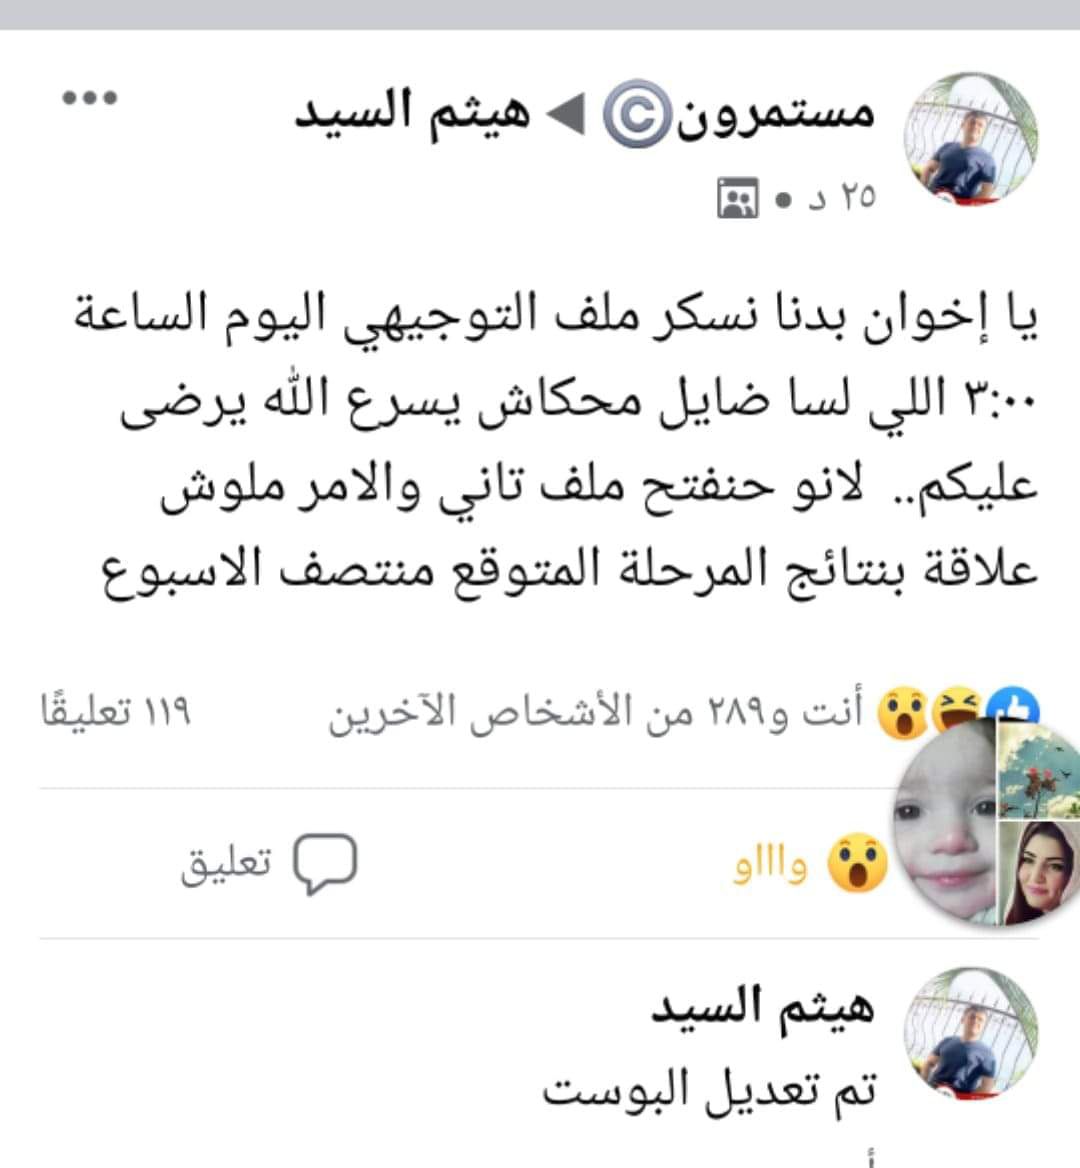 هيثم السيد ◀ مستمرون©
٢٥ د •
يا إخوان بدنا نسكر ملف التوجيهي اليوم الساعة
٣:٠٠ اللي لسا ضايل محكاش يسرع الله يرضى
عليكم.. لانو حنفتح ملف تاني والامر ملوش
علاقة بنتائج المرحلة المتوقع منتصف الاسبوع
أنت و٢٨٩ من الأشخاص الآخرين
١١٩ تعليقًا
وااااو
تعليق
هيثم السيد
تم تعديل البوست